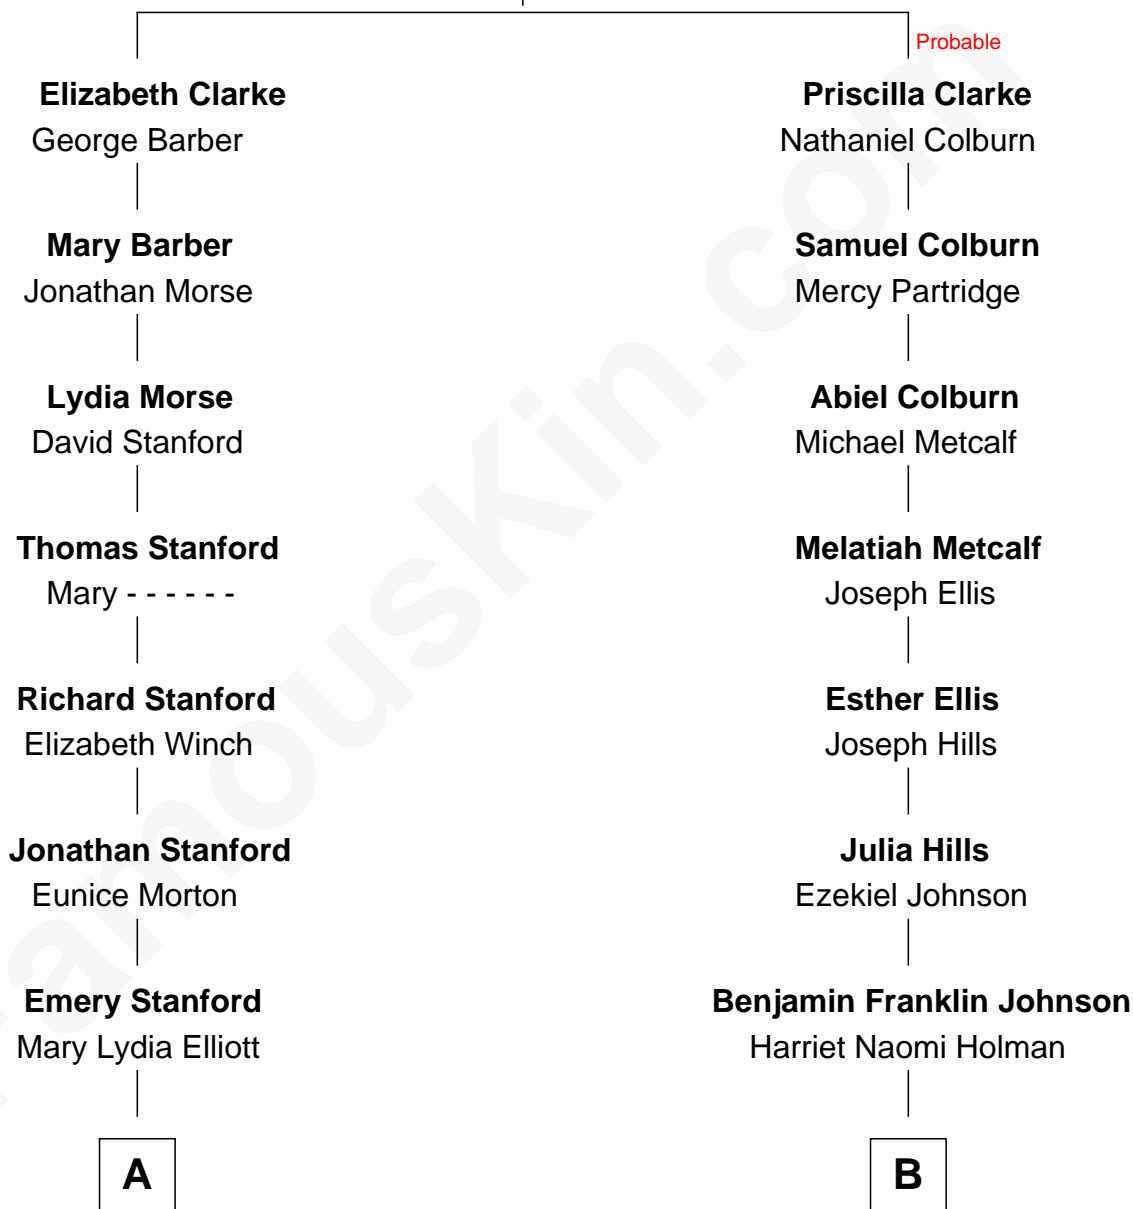 Probable
Elizabeth Clarke
George Barber
Priscilla Clarke
Nathaniel Colburn
Mary Barber
Jonathan Morse
Samuel Colburn
Mercy Partridge
Lydia Morse
David Stanford
Abiel Colburn
Michael Metcalf
Thomas Stanford
Mary - - - - - -
Melatiah Metcalf
Joseph Ellis
Richard Stanford
Elizabeth Winch
Esther Ellis
Joseph Hills
Jonathan Stanford
Eunice Morton
Julia Hills
Ezekiel Johnson
Emery Stanford
Mary Lydia Elliott
Benjamin Franklin Johnson
Harriet Naomi Holman
A
B
FamousKin.com